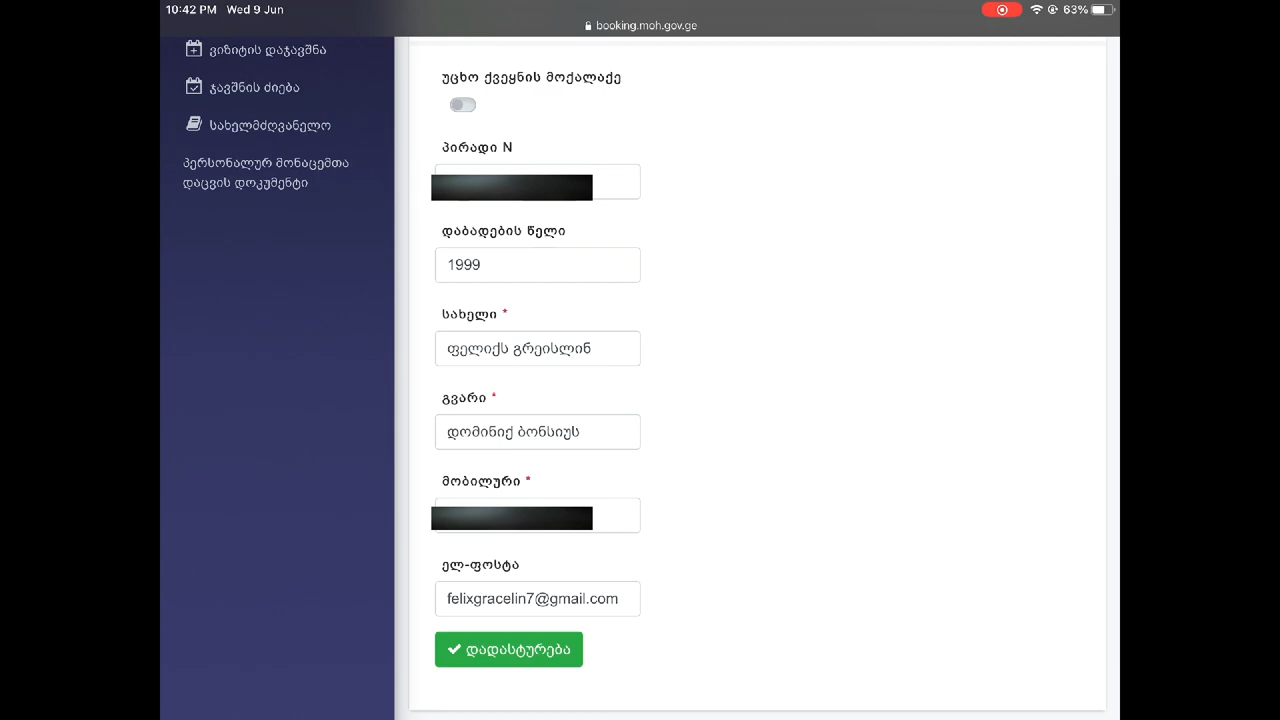 10:42 PM Wed 9 Jun
63%
booking.moh.gov.ge
ვიზიტის დაჯავშნა
ჯავშნის ძიება
სახელმძღვანელო
პერსონალურ მონაცემთა
დაცვის დოკუმენტი
უცხო ქვეყნის მოქალაქე
პირადი N
დაბადების წელი
1999
სახელი *
ფელიქს გრეისლინ
გვარი *
დომინიქ ბონსიუს
მობილური *
ელ-ფოსტა
felixgracelin7@gmail.com
დადასტურება